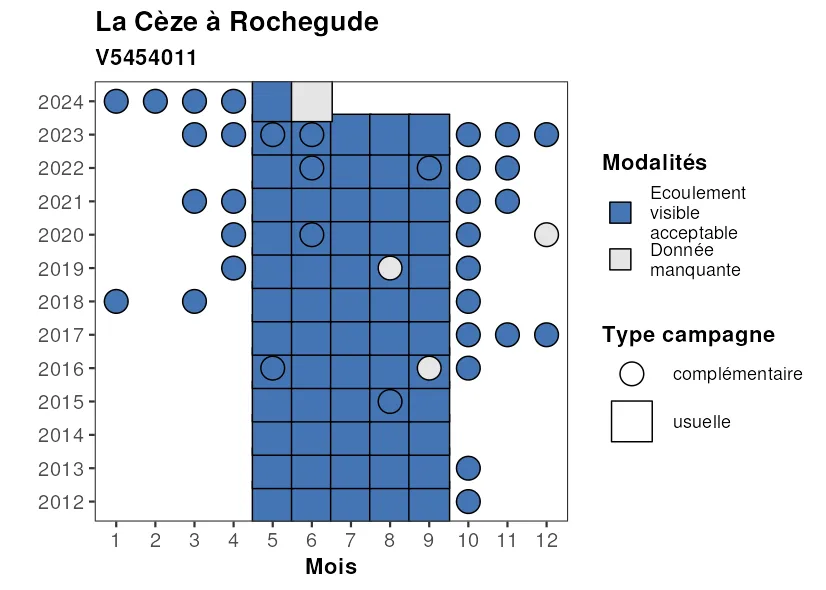 La Cèze à Rochegude
V5454011
2024
2023
2022
2021
2020
2019
2018
2017
2016
2015
2014
2013
2012
1 2 3 4 5 6 7 8 9 10 11 12
Mois
Modalités
Ecoulement
visible
acceptable
Donnée
manquante
Type campagne
complémentaire
usuelle